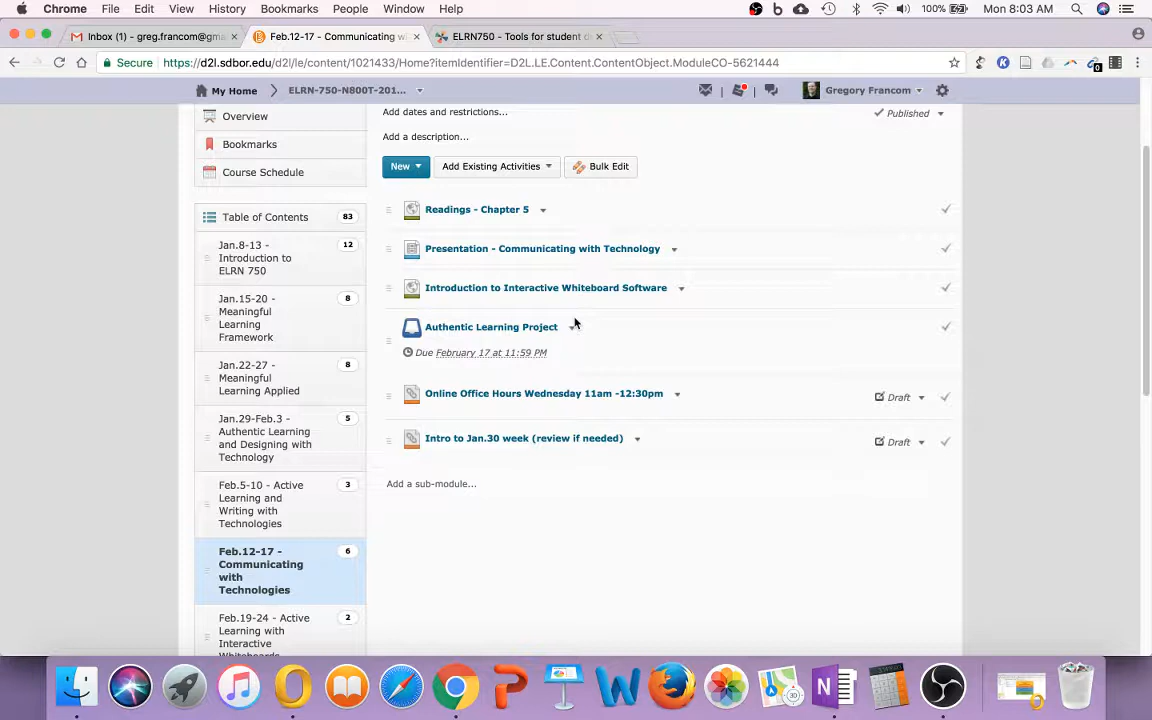 Chrome File Edit View History Bookmarks People Window Help 100% Mon 8:03 AM
Inbox (1) - greg.francom@gma
Feb.12-17 - Communicating w
ELRN750 - Tools for student d
Secure https://d2l.sdbor.edu/d2l/le/content/1021433/Home?itemIdentifier=D2L.LE.Content.ContentObject.ModuleCO-5621444
My Home ELRN-750-N800T-201... Gregory Francom
Overview
Bookmarks
Course Schedule
Table of Contents 83
Jan.8-13 - 12
Introduction to
ELRN 750
Jan.15-20 - 8
Meaningful
Learning
Framework
Jan.22-27 - 8
Meaningful
Learning Applied
Jan.29-Feb.3 - 5
Authentic Learning
and Designing with
Technology
Feb.5-10 - Active 3
Learning and
Writing with
Technologies
Feb.12-17 - 6
Communicating
with
Technologies
Feb.19-24 - Active 2
Learning with
Interactive
Add dates and restrictions...
Published
Add a description...
New Add Existing Activities Bulk Edit
Readings - Chapter 5
Presentation - Communicating with Technology
Introduction to Interactive Whiteboard Software
Authentic Learning Project
Due February 17 at 11:59 PM
Online Office Hours Wednesday 11am -12:30pm
Draft
Intro to Jan.30 week (review if needed)
Draft
Add a sub-module...